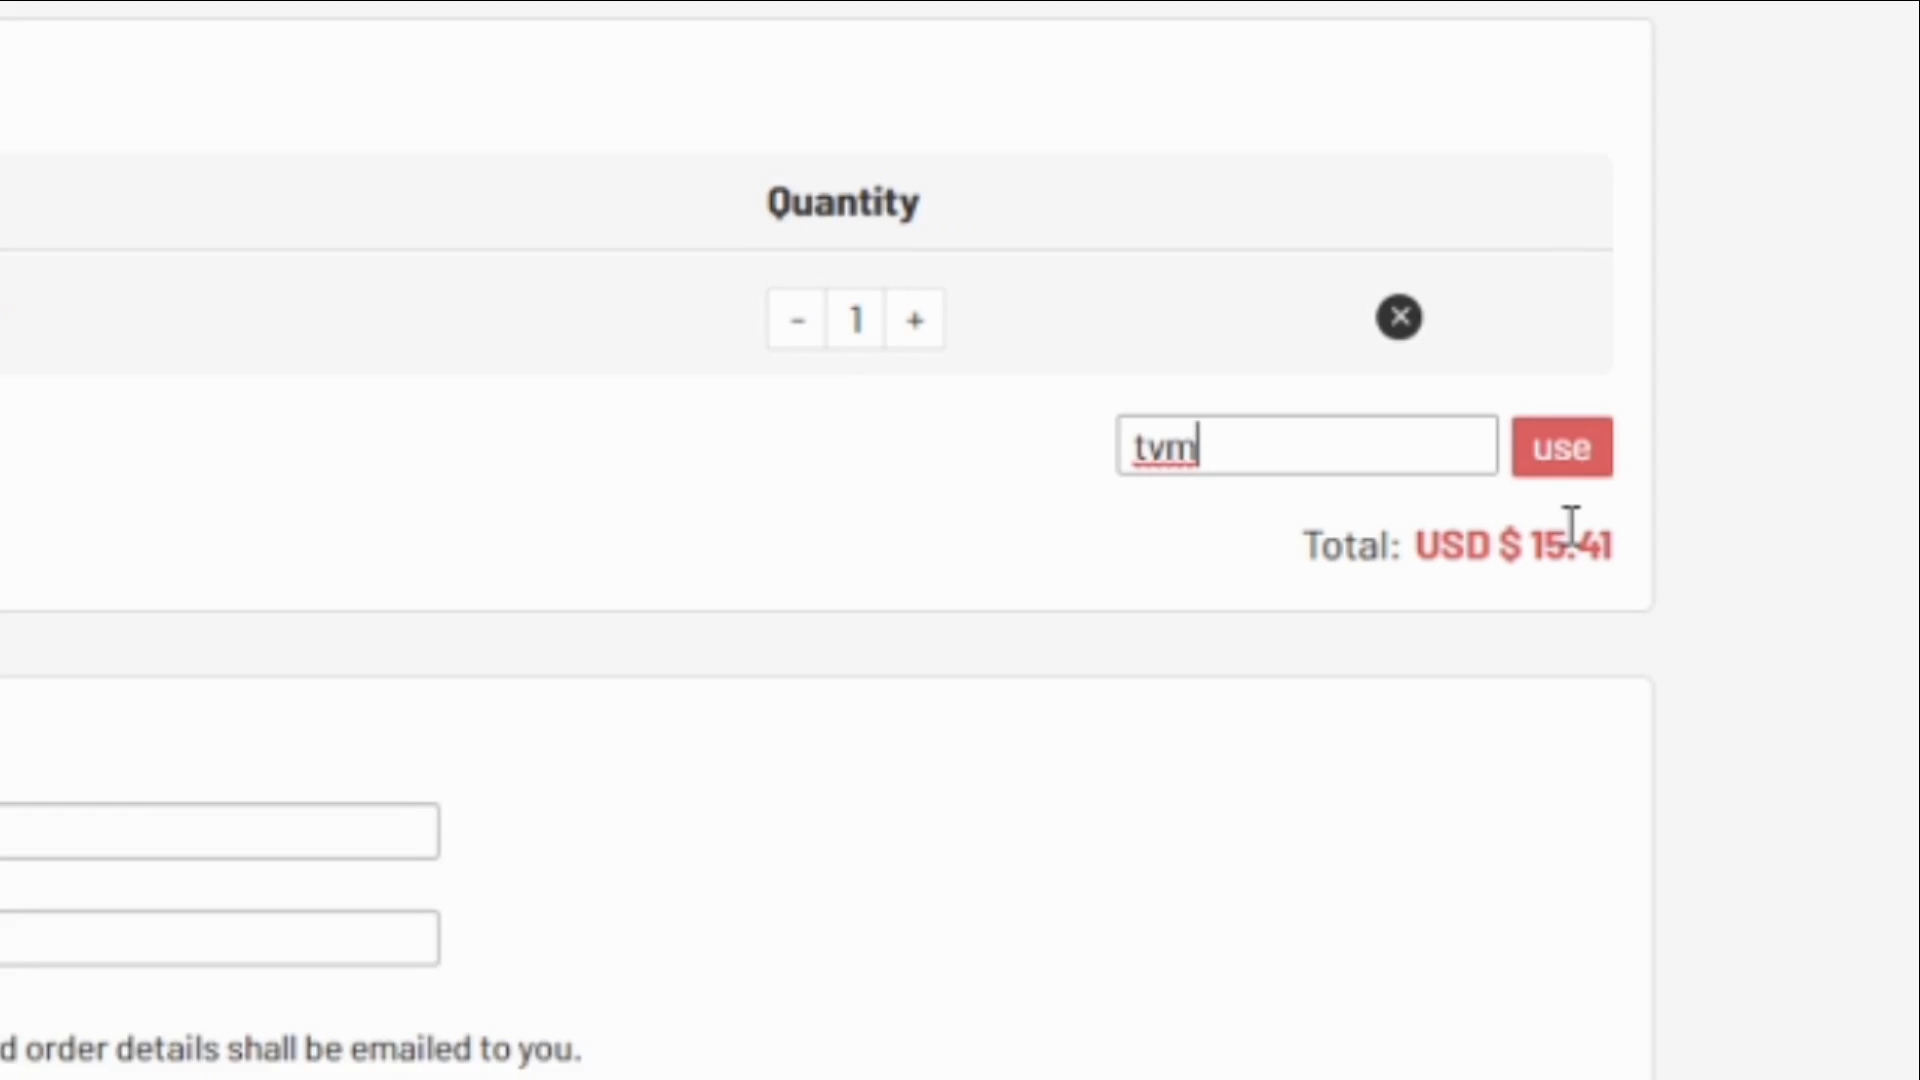 Quantity
- 1 +
tvm use
Total: USD $ 15.41
d order details shall be emailed to you.